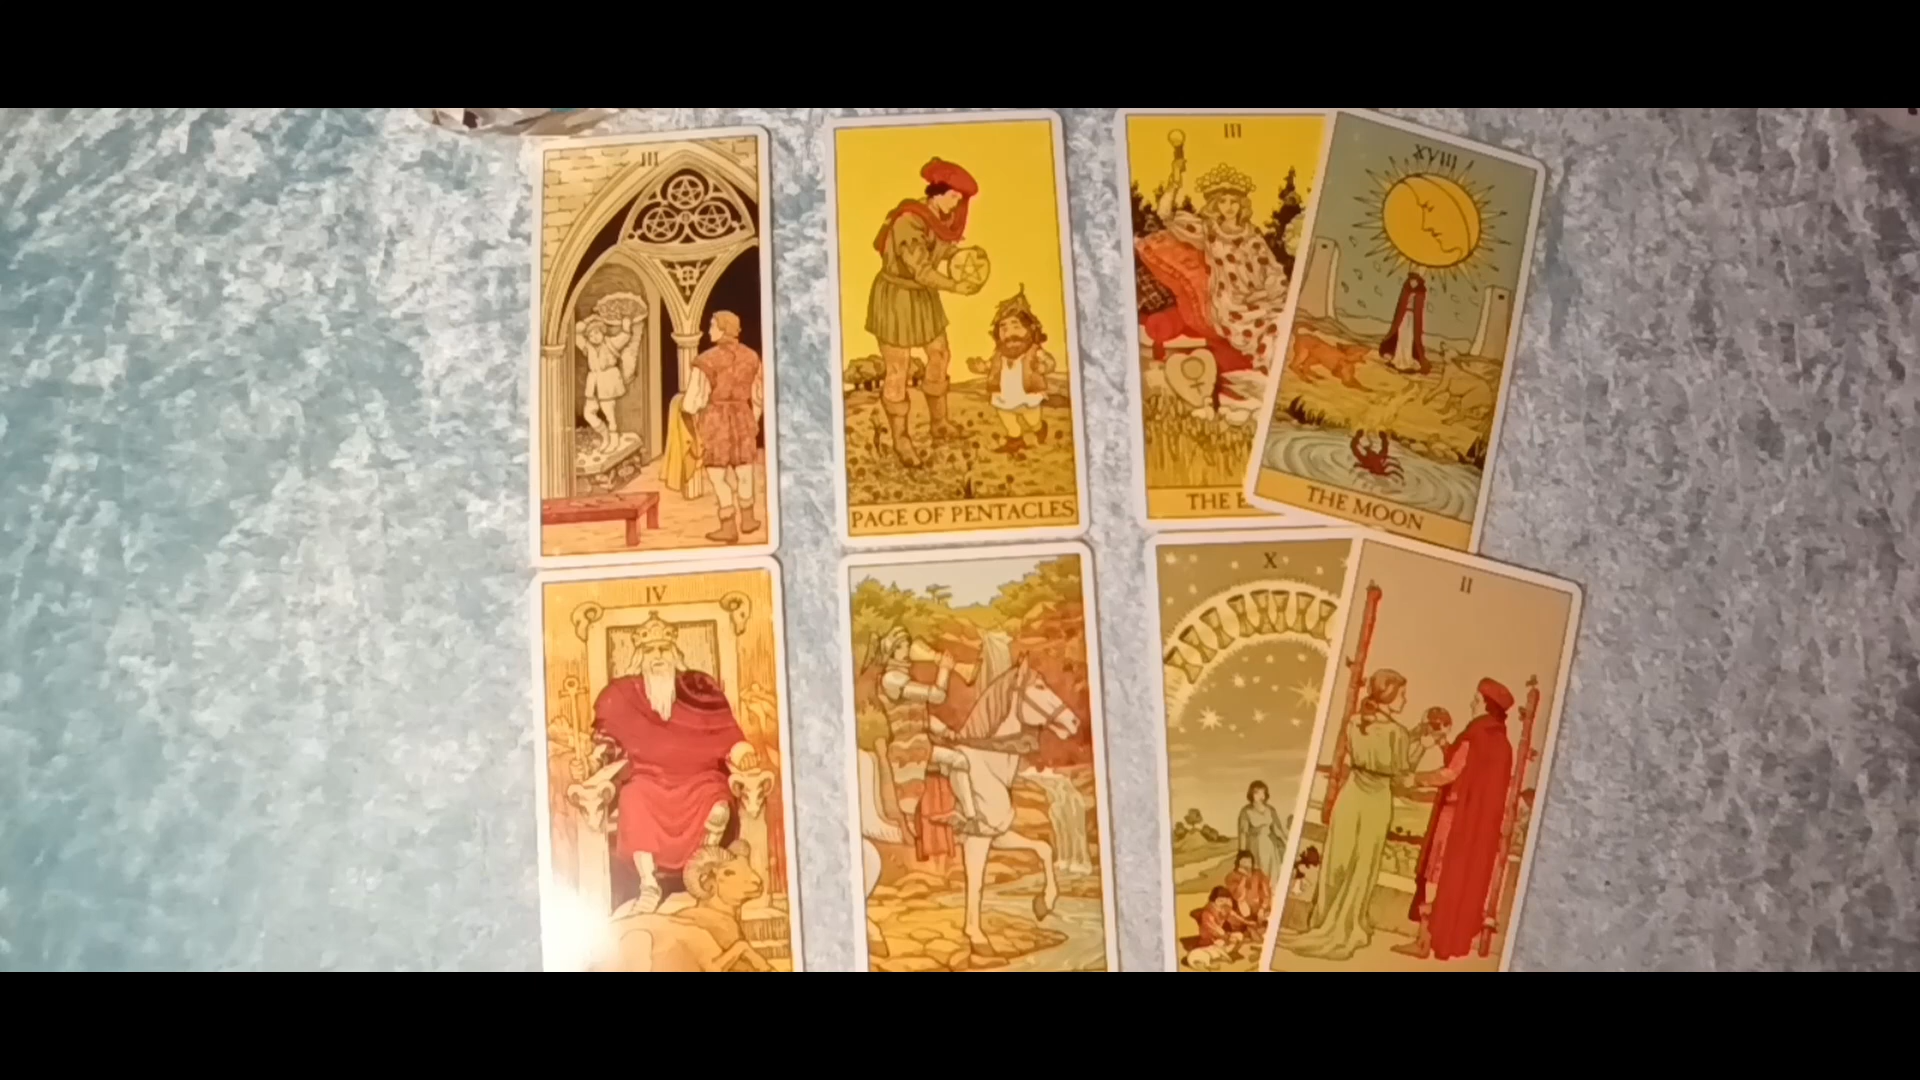 III
PAGE OF PENTACLES
III
THE E
XVIII
THE MOON
IV
X
II